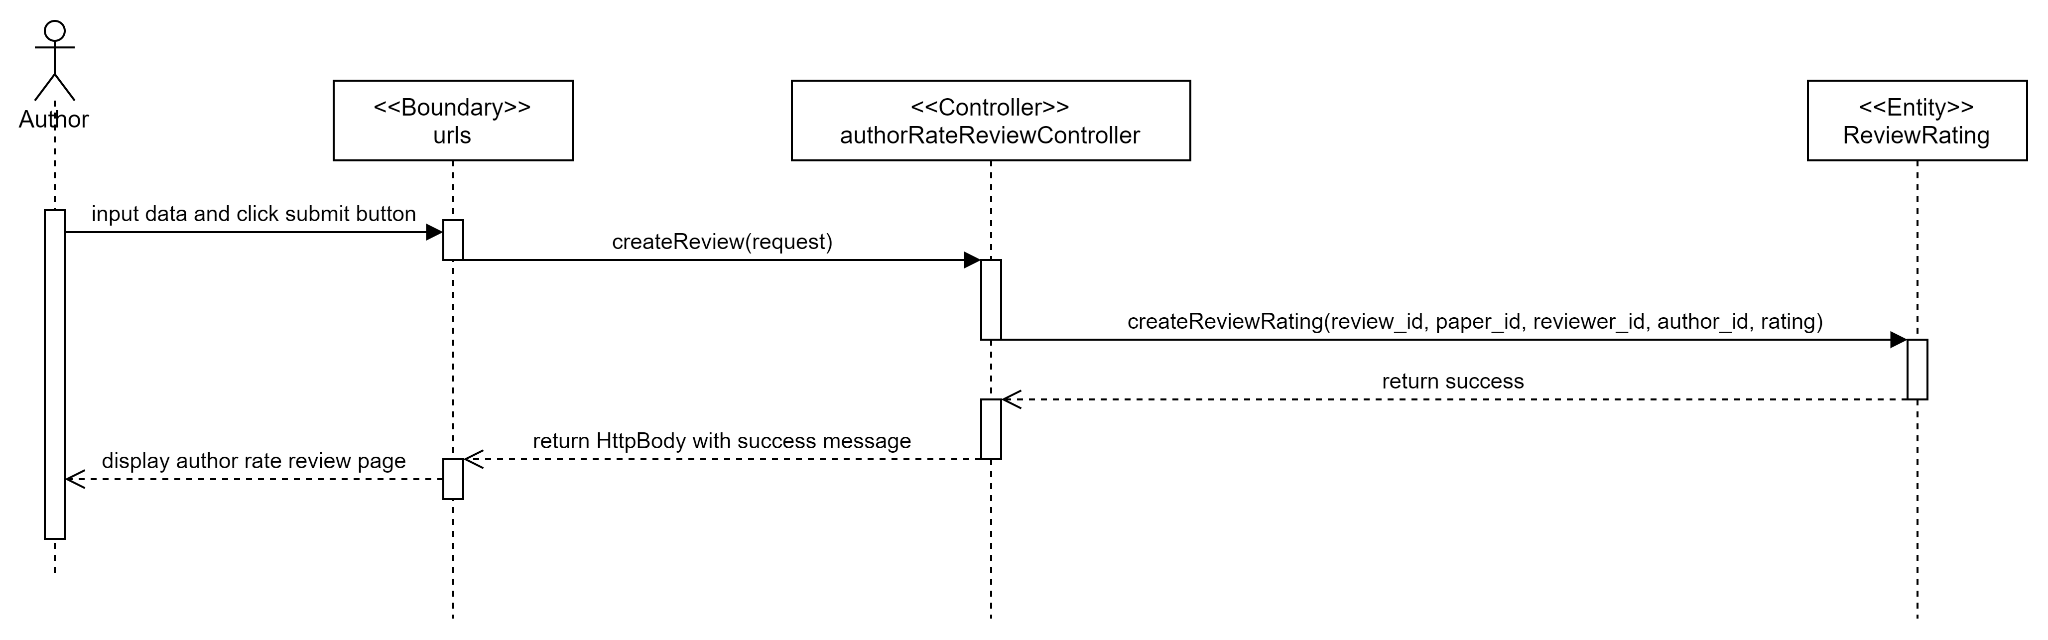 Author
<<Boundary>>
urls
<<Controller>>
authorRateReviewController
<<Entity>>
ReviewRating
input data and click submit button
createReview(request)
createReviewRating(review_id, paper_id, reviewer_id, author_id, rating)
return success
return HttpBody with success message
display author rate review page